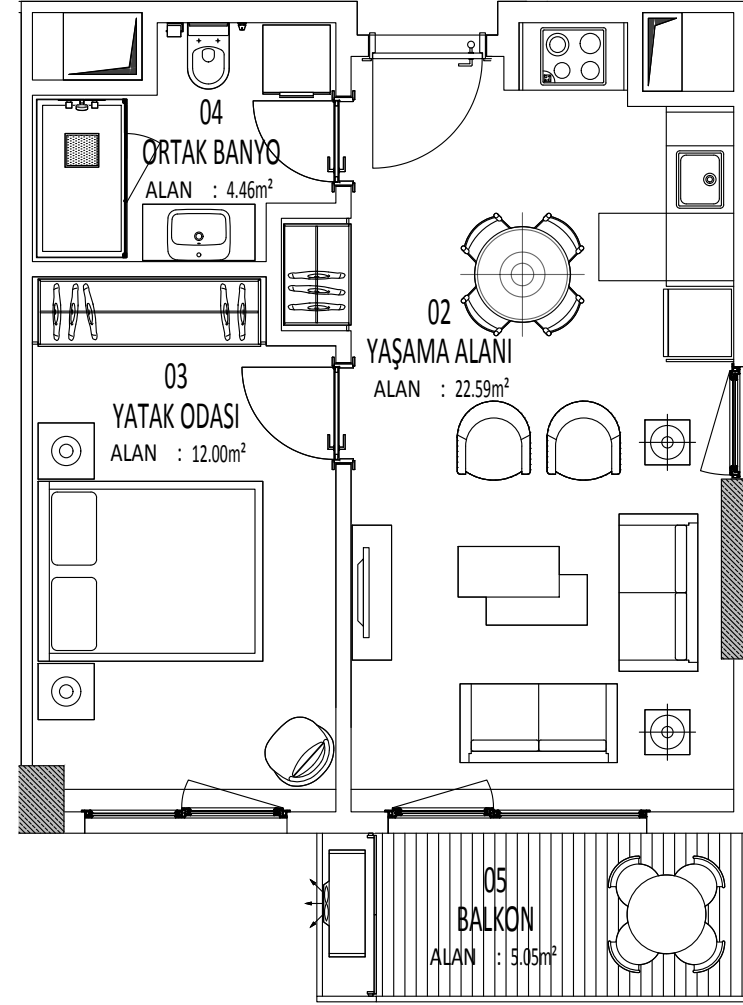 04
ORTAK BANYO
ALAN : 4.46m²
02
YAŞAMA ALANI
ALAN : 22.59m²
03
YATAK ODASI
ALAN : 12.00m²
05
BALKON
ALAN : 5.05m²